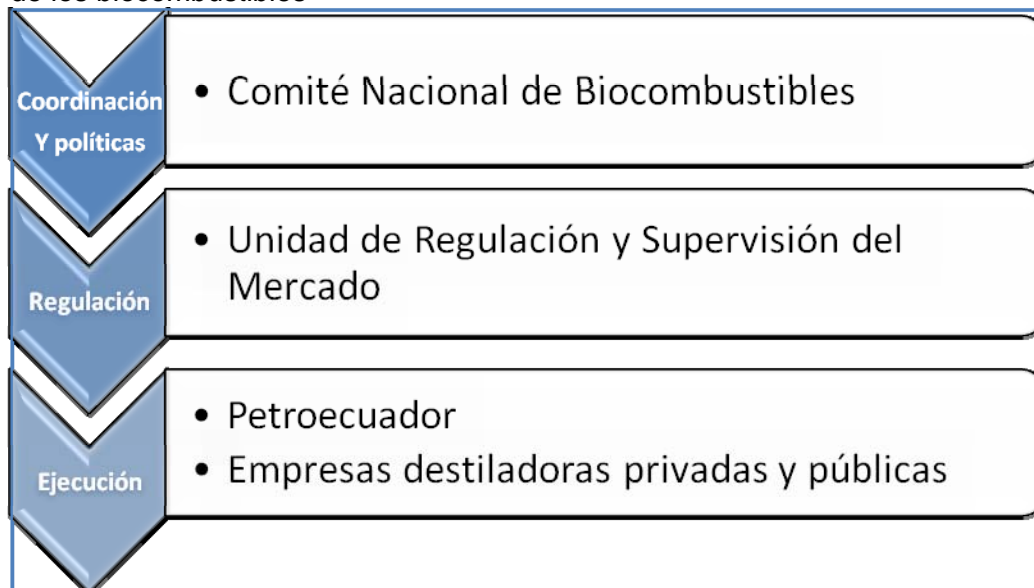 de los biocombustibles
Coordinación
Y políticas
• Comité Nacional de Biocombustibles
Regulación
• Unidad de Regulación y Supervisión del
Mercado
Ejecución
• Petroecuador
• Empresas destiladoras privadas y públicas